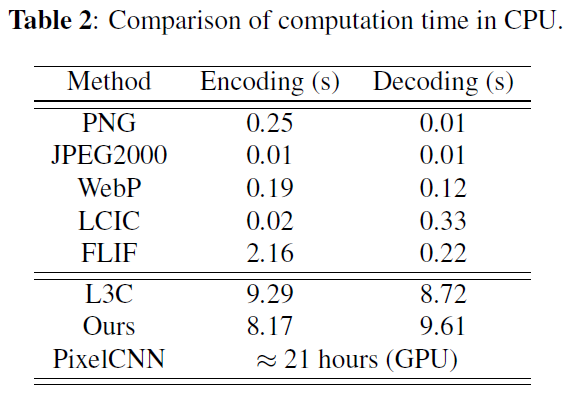 Table 2: Comparison of computation time in CPU.
Method Encoding (s) Decoding (s)
PNG 0.25 0.01
JPEG2000 0.01 0.01
WebP 0.19 0.12
LCIC 0.02 0.33
FLIF 2.16 0.22
L3C 9.29 8.72
Ours 8.17 9.61
PixelCNN ≈ 21 hours (GPU)